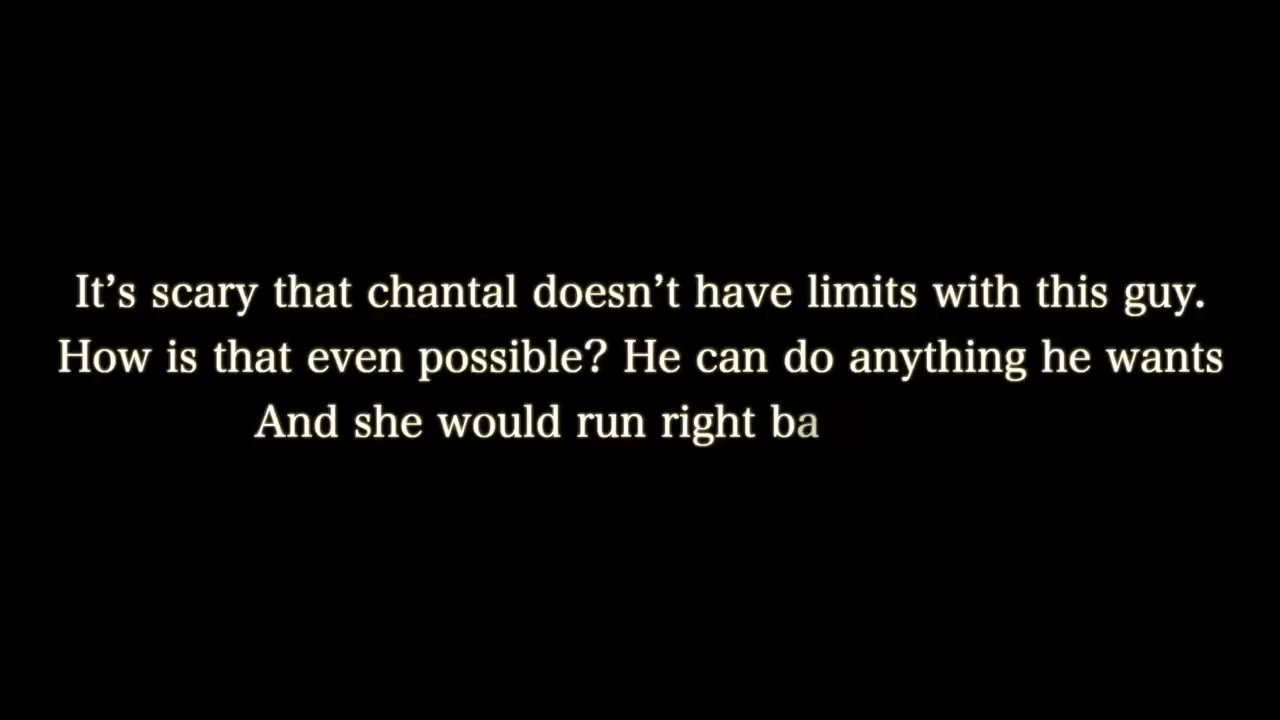 It’s scary that chantal doesn’t have limits with this guy.
How is that even possible? He can do anything he wants
And she would run right ba